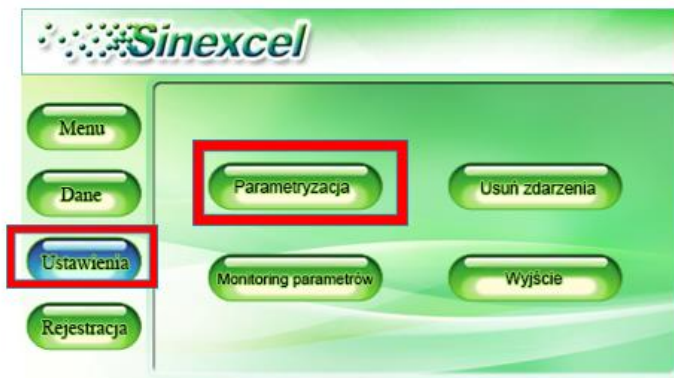 Sinexcel
Menu
Dane
Ustawienia
Rejestracja
Parametryzacja
Usuń zdarzenia
Monitoring parametrów
Wyjście